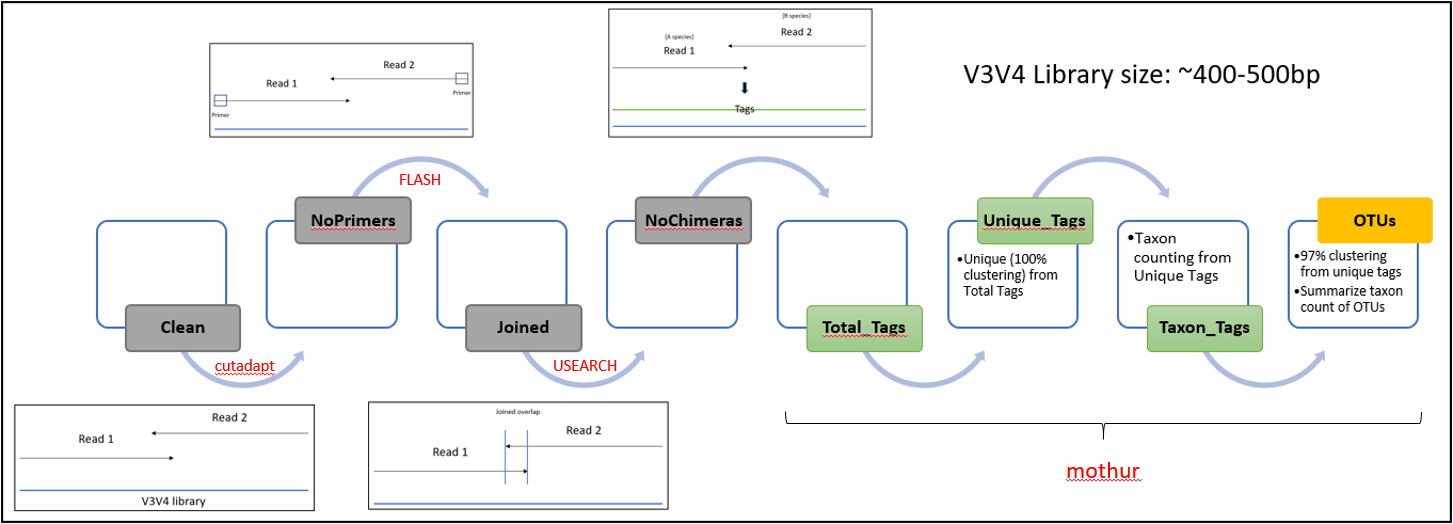 {B species}
Read 2
{A species}
Read 1
Tags
V3V4 Library size: ~400-500bp
Read 2
Read 1
Primer
Primer
FLASH
NoPrimers
NoChimeras
Unique_Tags
•Unique (100%
clustering) from
Total Tags
•Taxon
counting from
Unique Tags
OTUs
•97% clustering
from unique tags
•Summarize taxon
count of OTUs
Clean
Joined
Total_Tags
Taxon_Tags
cutadapt
USEARCH
Read 2
Read 1
V3V4 library
Joined overlap
Read 2
Read 1
mothur